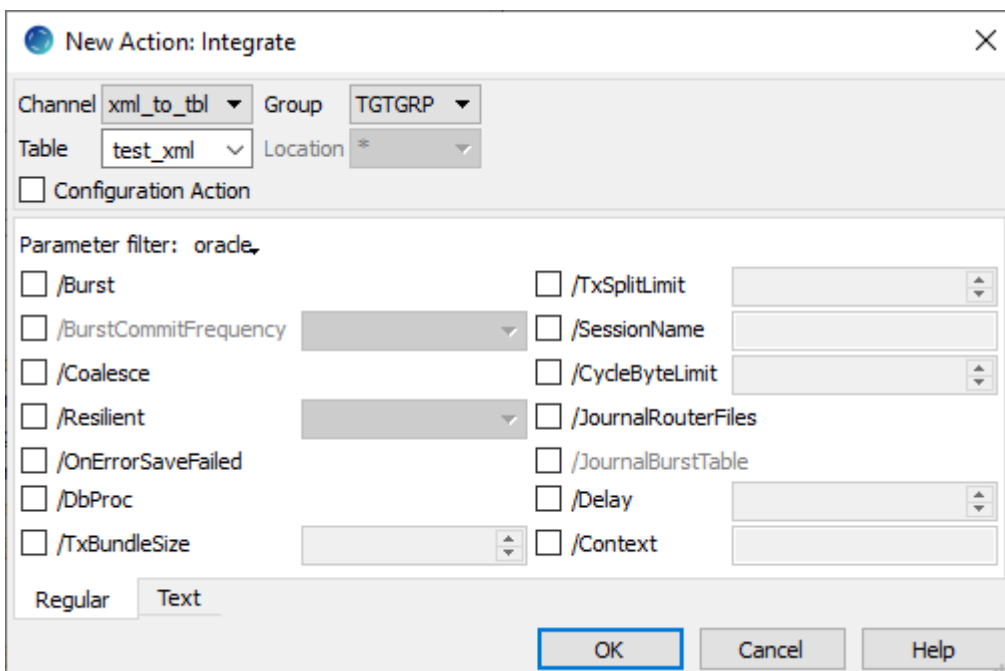 New Action: Integrate
Channel xml_to_tbl Group TGTGRP
Table test_xml Location *
Configuration Action
Parameter filter: oracle
/Burst /TxSplitLimit
/BurstCommitFrequency /SessionName
/Coalesce /CycleByteLimit
/Resilient /JournalRouterFiles
/OnErrorSaveFailed /JournalBurstTable
/DbProc /Delay
/TxBundleSize /Context
Regular Text
OK Cancel Help